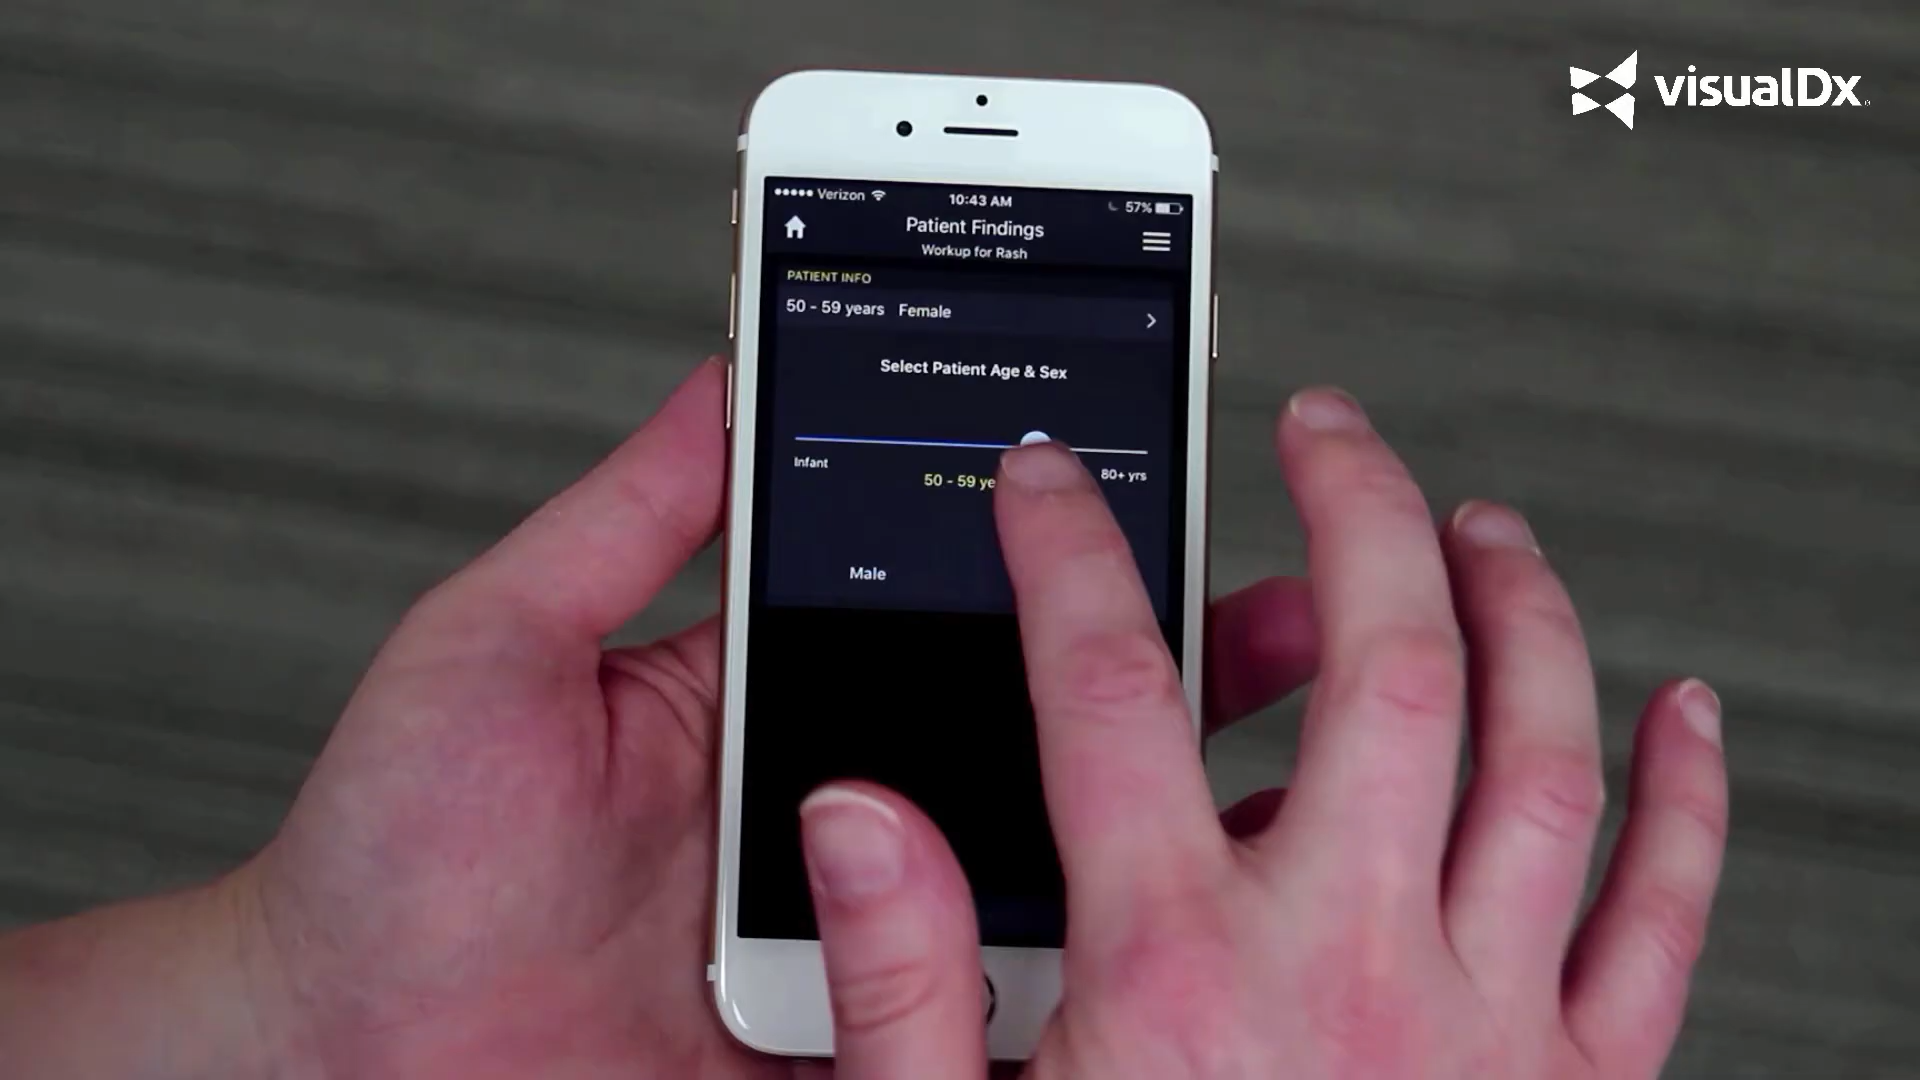 visualDx
Verizon
10:43 AM
57%
Patient Findings
Workup for Rash
PATIENT INFO
50 - 59 years Female
Select Patient Age & Sex
Infant
50 - 59 ye
80+ yrs
Male